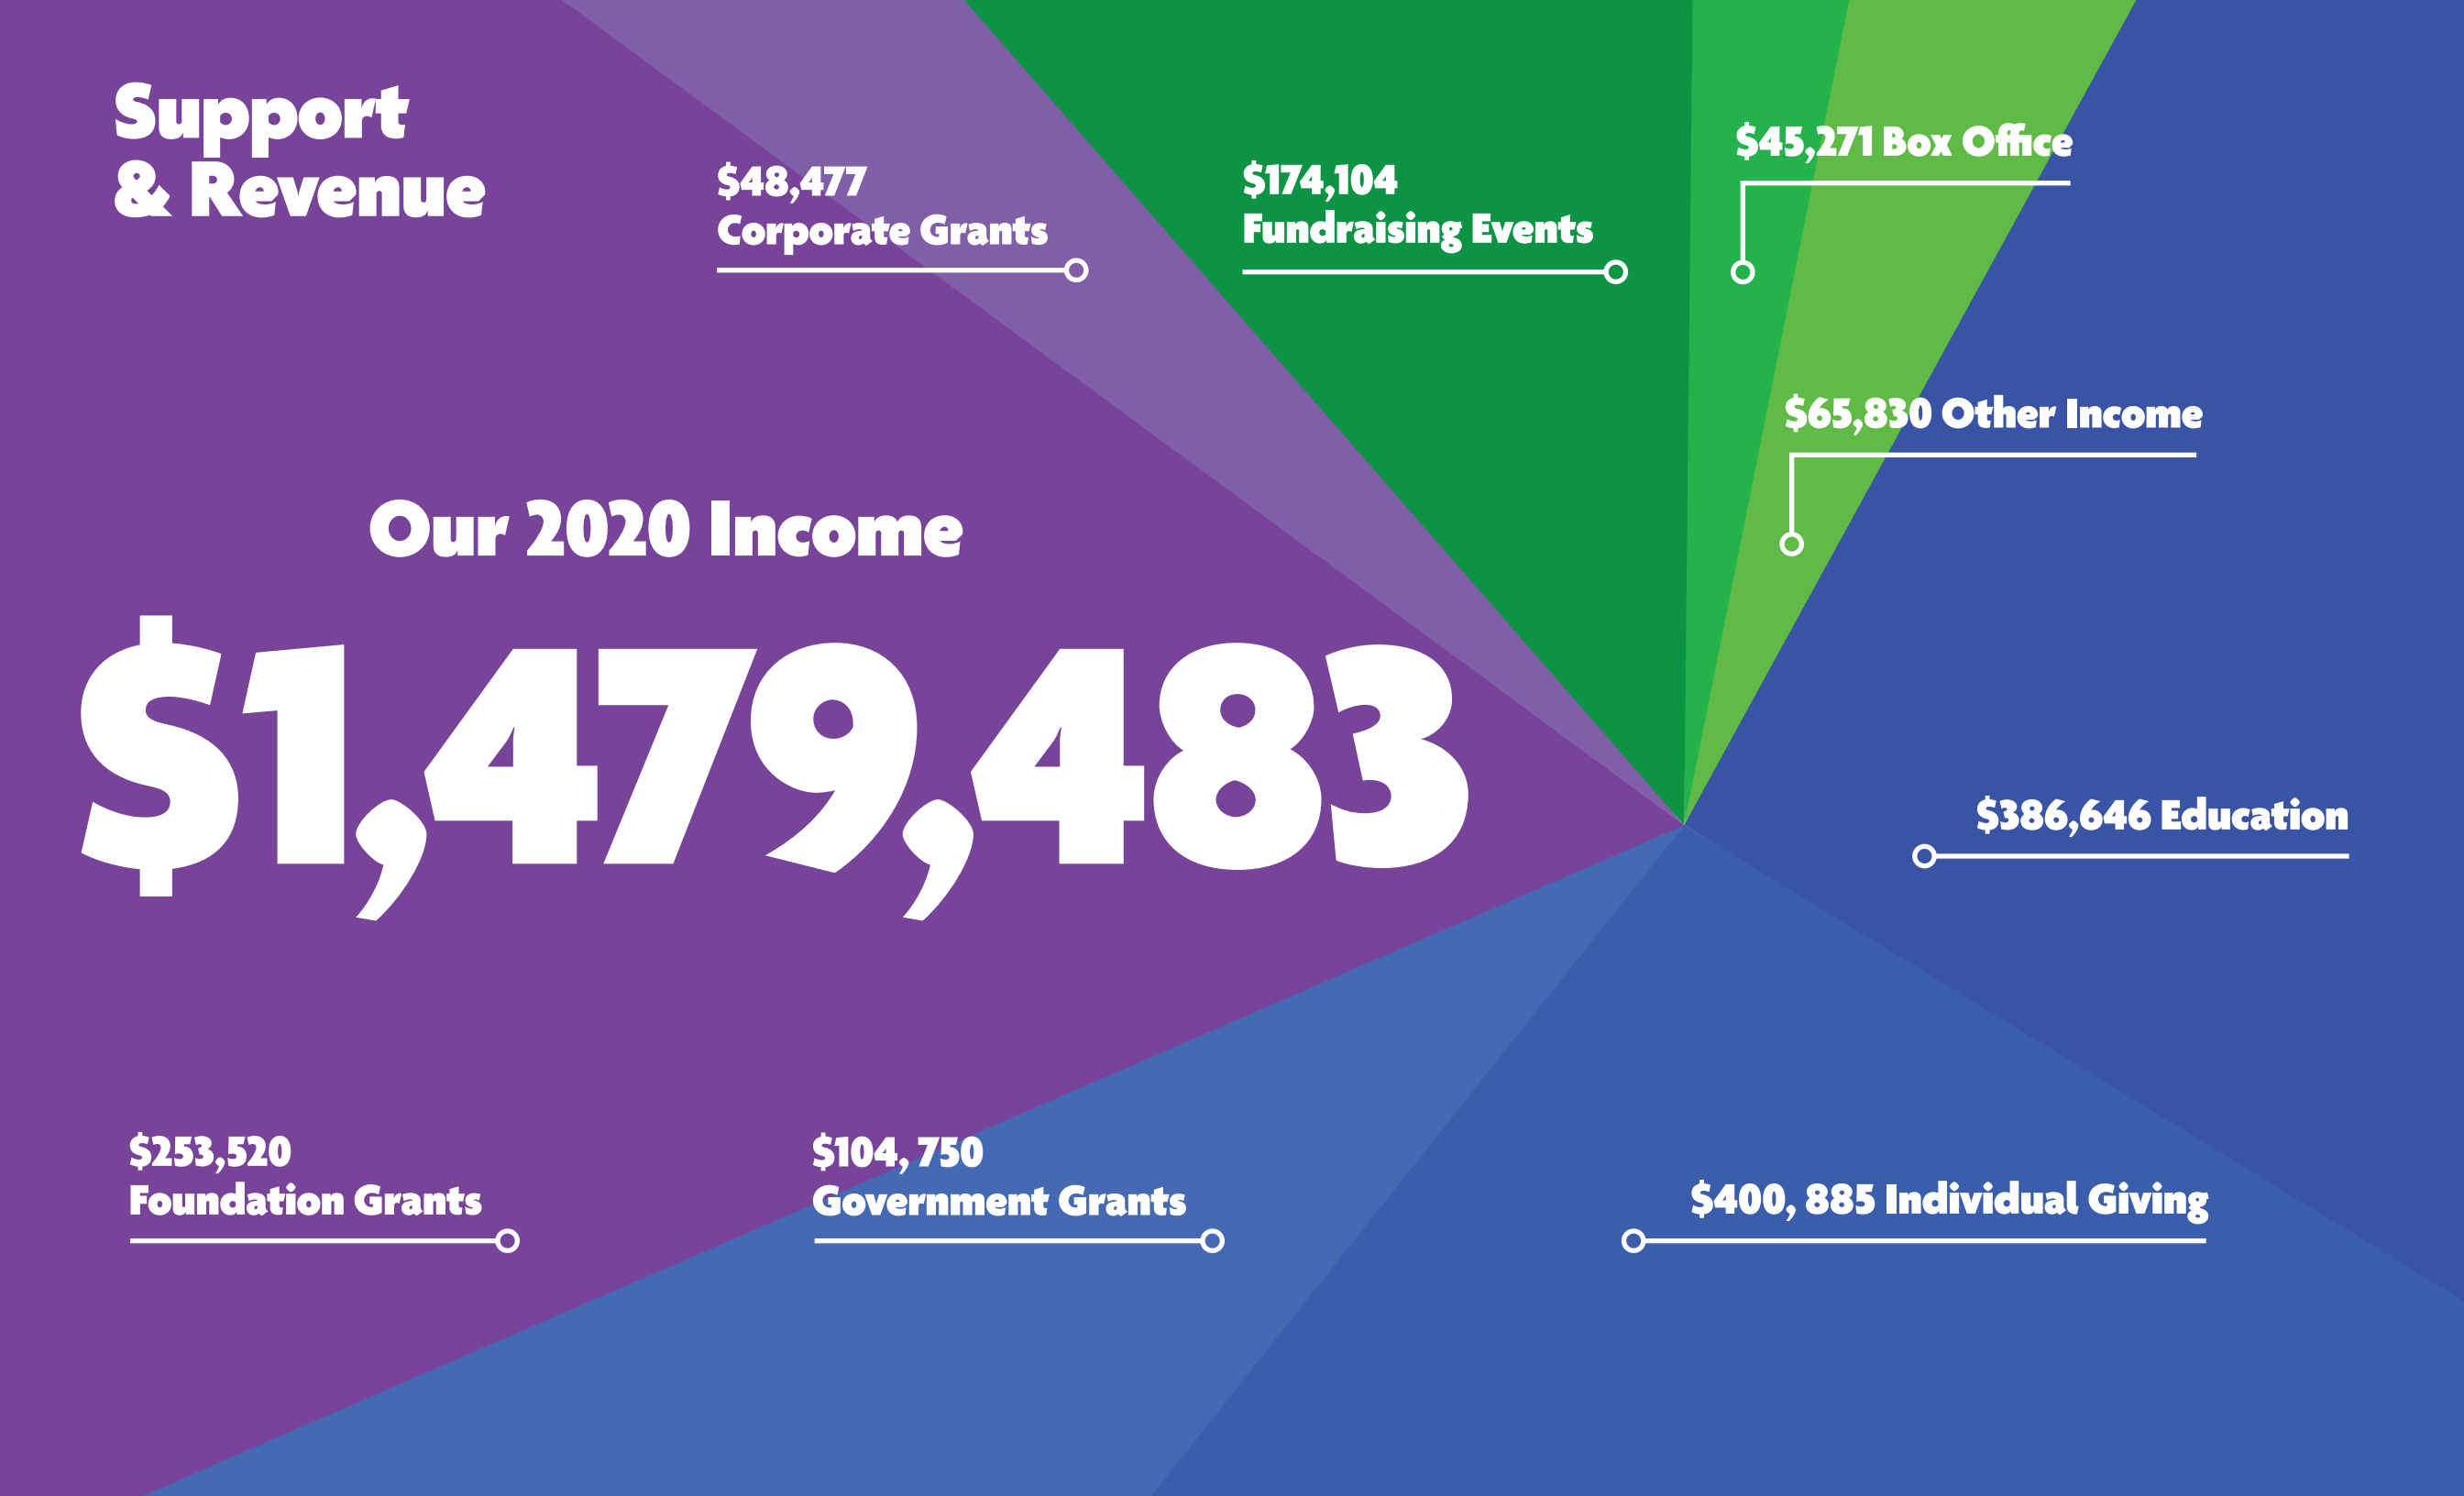 Support
& Revenue
$48,477
Corporate Grants
$174,104
Fundraising Events
$45,271 Box Office
$65,830 Other Income
Our 2020 Income
$1,479,483
$386,646 Education
$253,520
Foundation Grants
$104,750
Government Grants
$400, 885 Individual Giving